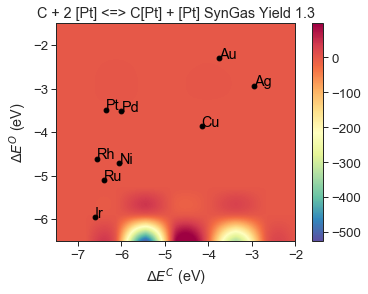 C + 2 [Pt] <=> C[Pt] + [Pt] SynGas Yield 1.3
ΔE^O (eV)
−2
−3
−4
−5
−6
Au
Ag
Pt Pd
Cu
Rh Ni
Ru
Ir
−7 −6 −5 −4 −3 −2
ΔE^C (eV)
0
−100
−200
−300
−400
−500